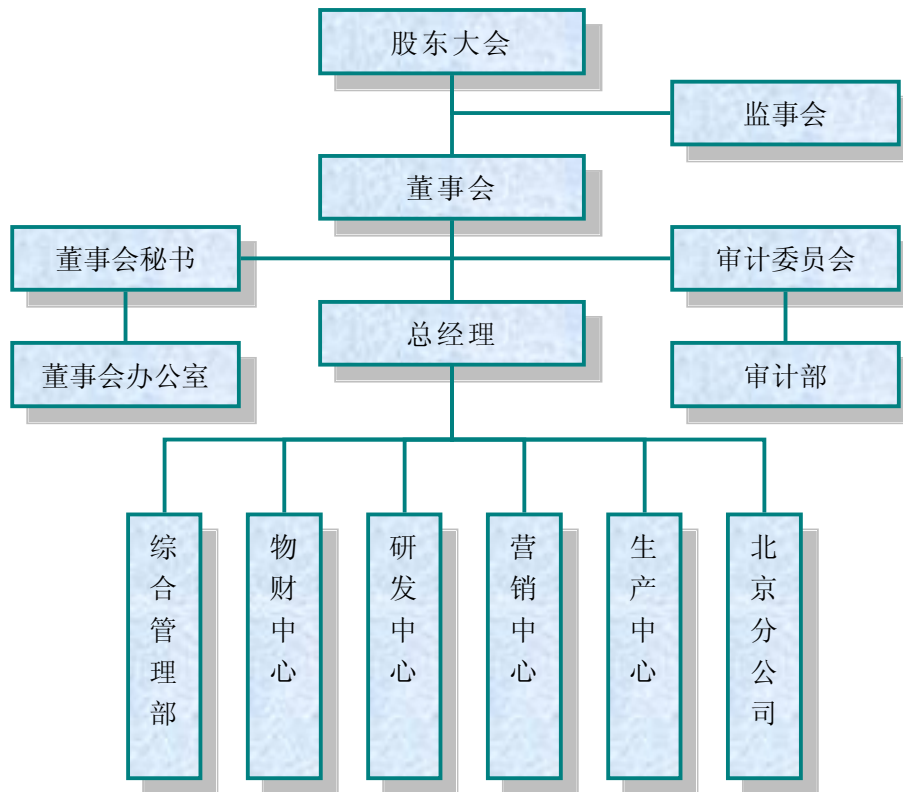 股东大会
监事会
董事会
董事会秘书
审计委员会
总经理
董事会办公室
审计部
综合管理部
物财中心
研发中心
营销中心
生产中心
北京分公司